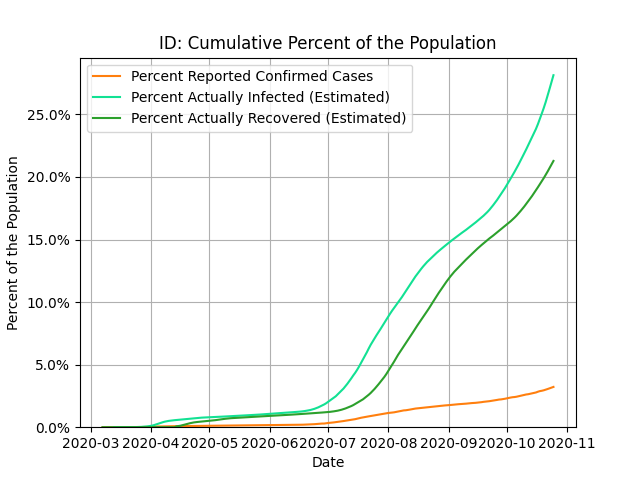 ID: Cumulative Percent of the Population
Percent Reported Confirmed Cases
Percent Actually Infected (Estimated)
Percent Actually Recovered (Estimated)
Percent of the Population
25.0%
20.0%
15.0%
10.0%
5.0%
0.0%
2020-03 2020-04 2020-05 2020-06 2020-07 2020-08 2020-09 2020-10 2020-11
Date